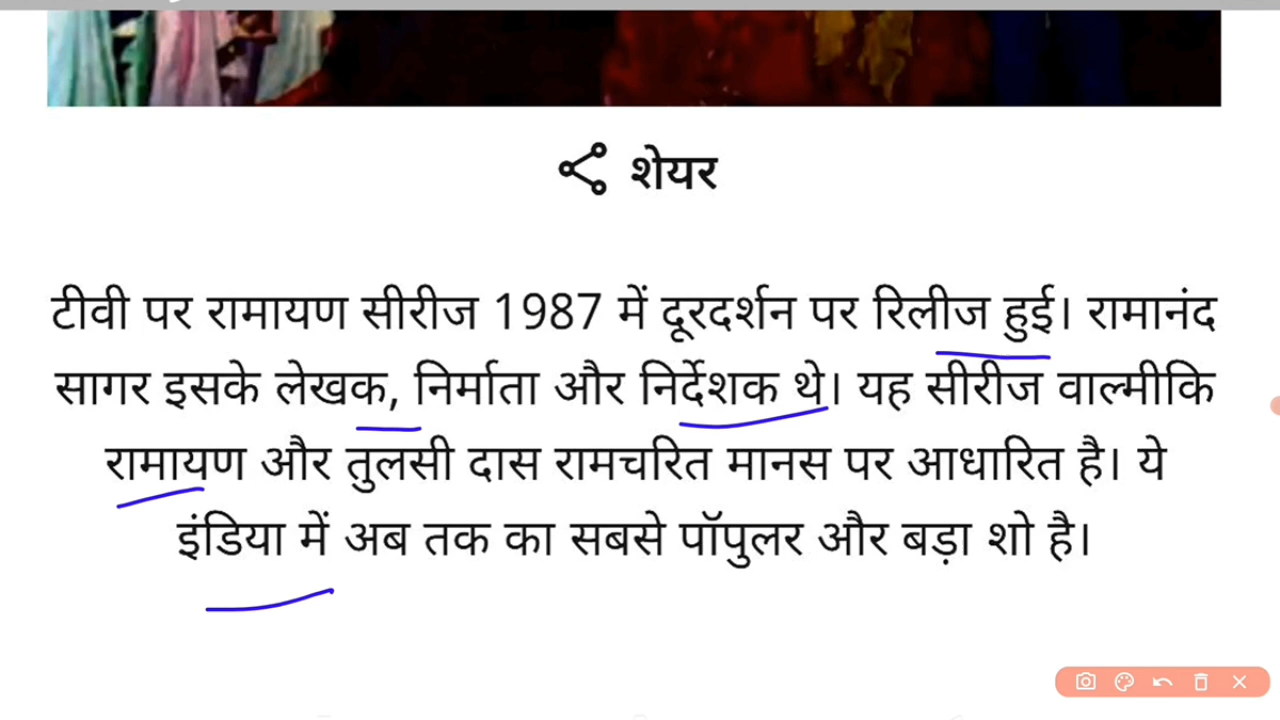 शेयर
टीवी पर रामायण सीरीज 1987 में दूरदर्शन पर रिलीज हुई। रामानंद
सागर इसके लेखक, निर्माता और निर्देशक थे। यह सीरीज वाल्मीकि
रामायण और तुलसी दास रामचरित मानस पर आधारित है। ये
इंडिया में अब तक का सबसे पॉपुलर और बड़ा शो है।